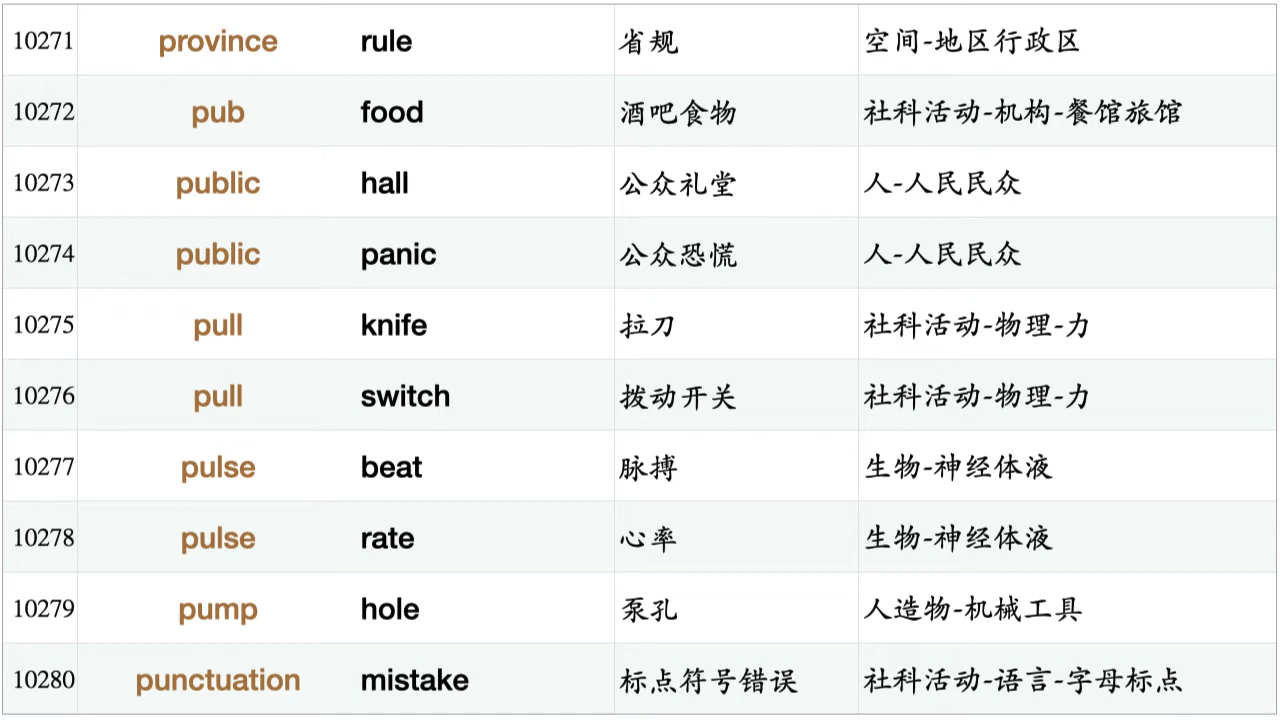 10271 province rule 省规 空间-地区行政区
10272 pub food 酒吧食物 社科活动-机构-餐馆旅馆
10273 public hall 公众礼堂 人-人民民众
10274 public panic 公众恐慌 人-人民民众
10275 pull knife 拉刀 社科活动-物理-力
10276 pull switch 拨动开关 社科活动-物理-力
10277 pulse beat 脉搏 生物-神经体液
10278 pulse rate 心率 生物-神经体液
10279 pump hole 泵孔 人造物-机械工具
10280 punctuation mistake 标点符号错误 社科活动-语言-字母标点